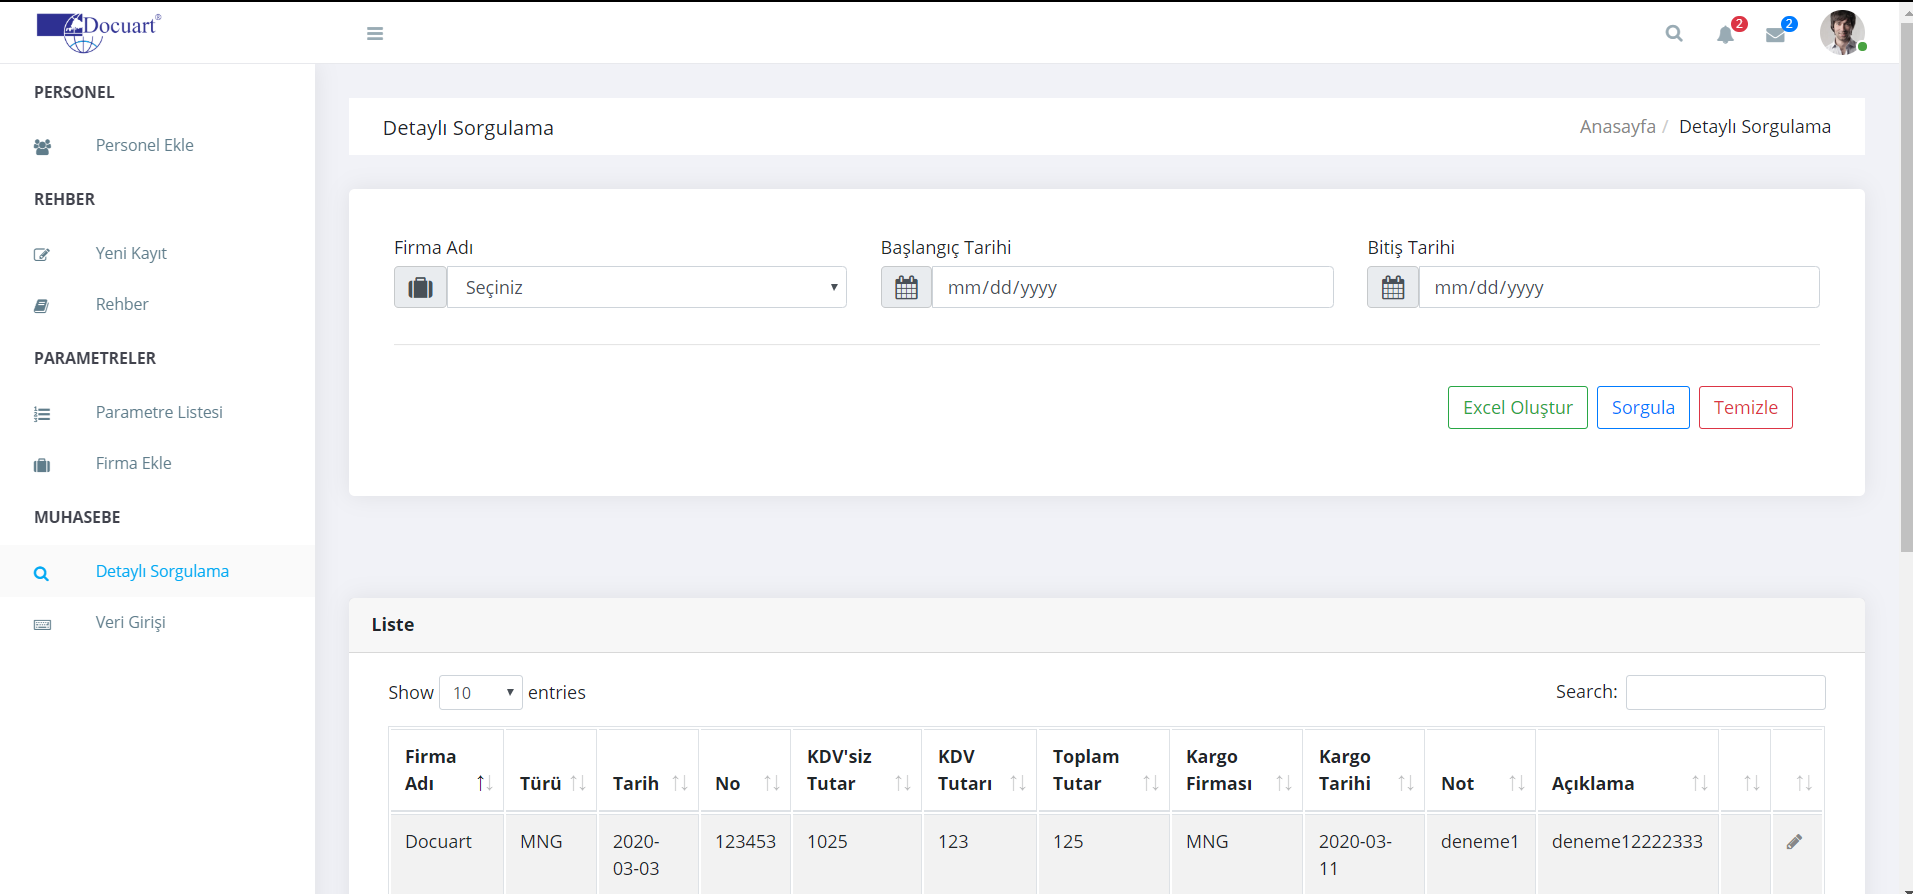 Docuart®
2
2
PERSONEL
Personel Ekle
REHBER
Yeni Kayıt
Rehber
PARAMETRELER
Parametre Listesi
Firma Ekle
MUHASEBE
Detaylı Sorgulama
Veri Girişi
Detaylı Sorgulama
Anasayfa / Detaylı Sorgulama
Firma Adı
Başlangıç Tarihi
Bitiş Tarihi
Seçiniz
mm/dd/yyyy
mm/dd/yyyy
Excel Oluştur
Sorgula
Temizle
Liste
Show 10 entries
Search:
Firma Adı
Türü
Tarih
No
KDV'siz Tutar
KDV Tutarı
Toplam Tutar
Kargo Firması
Kargo Tarihi
Not
Açıklama
Docuart
MNG
2020-03-03
123453
1025
123
125
MNG
2020-03-11
deneme1
deneme12222333